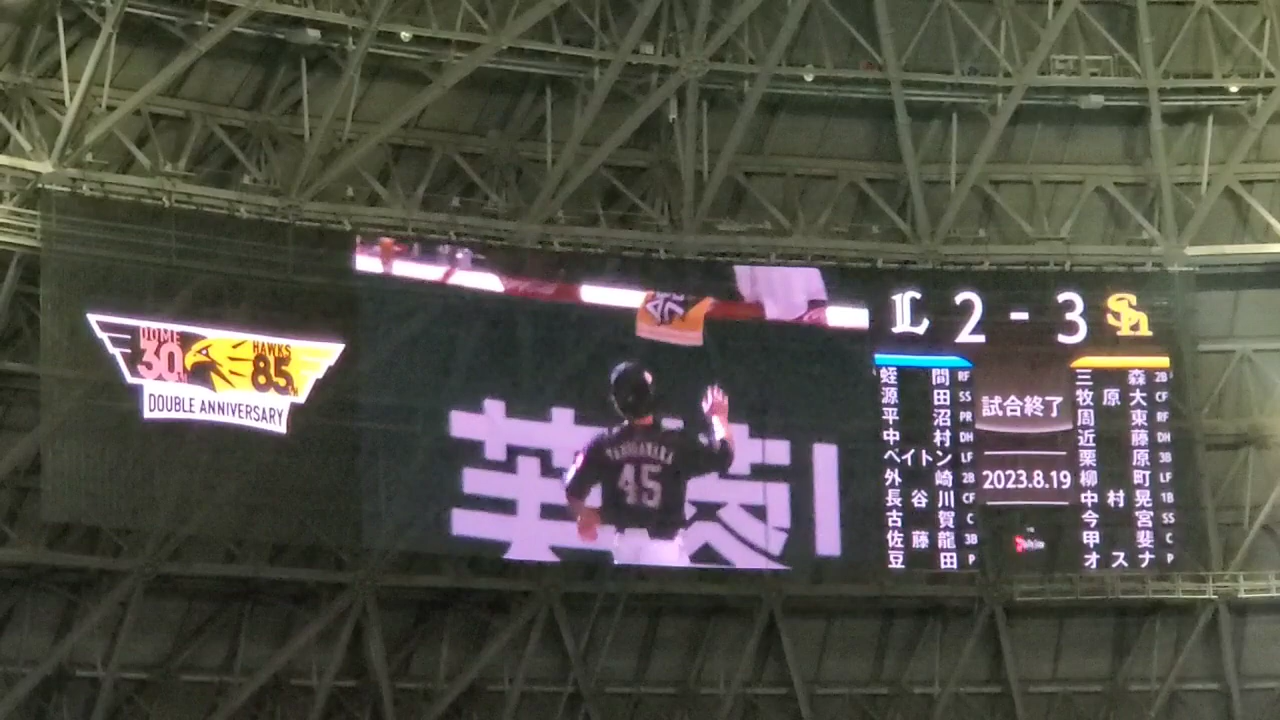 DOME
30TH
HAWKS
85TH
DOUBLE ANNIVERSARY
45
L 2 - 3 Sh
蛭間 RF
源田 SS
平沼 PR
中村 DH
ペイトン LF
外崎 2B
長谷川 CF
古賀 C
佐藤龍 3B
豆田 P
試合終了
2023.8.19
三森 2B
牧原大 CF
周東 RF
近藤 DH
栗原 3B
柳町 LF
中村晃 1B
今宮 SS
甲斐 C
オスナ P